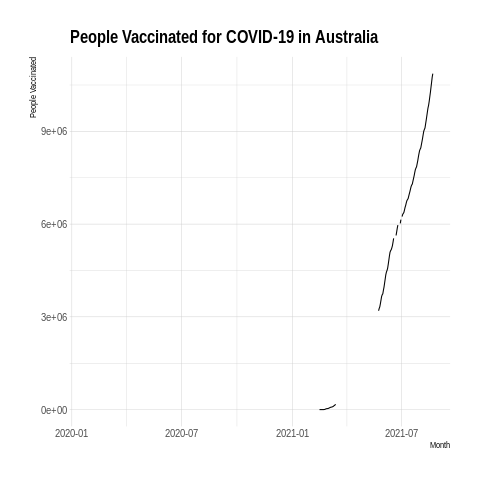 People Vaccinated for COVID-19 in Australia
People Vaccinated
9e+06
6e+06
3e+06
0e+00
2020-01 2020-07 2021-01 2021-07
Month